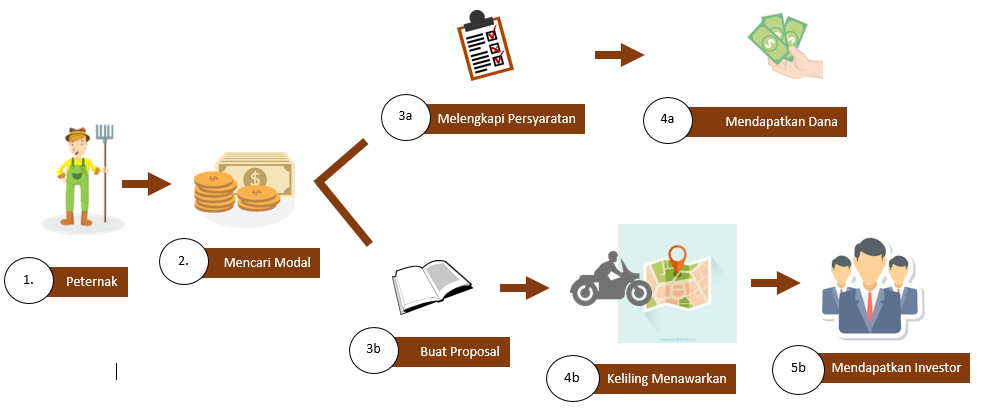 1.
Peternak
2.
Mencari Modal
3a
Melengkapi Persyaratan
4a
Mendapatkan Dana
3b
Buat Proposal
4b
Keliling Menawarkan
5b
Mendapatkan Investor